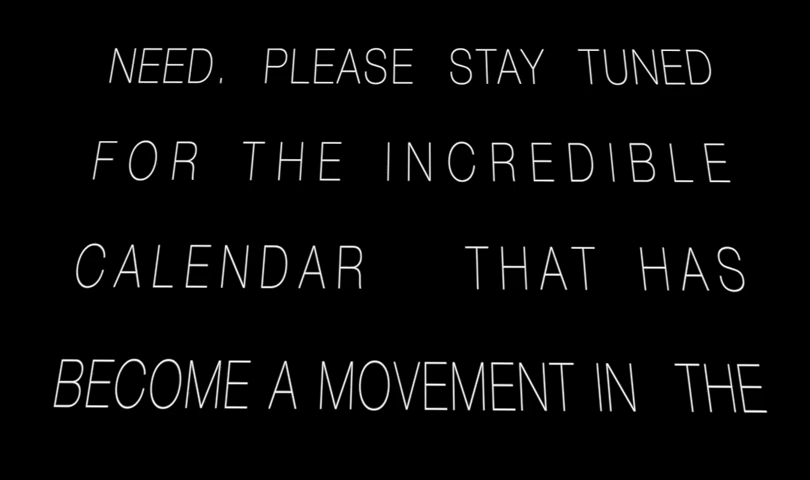 NEED. PLEASE STAY TUNED
FOR THE INCREDIBLE
CALENDAR THAT HAS
BECOME A MOVEMENT IN THE